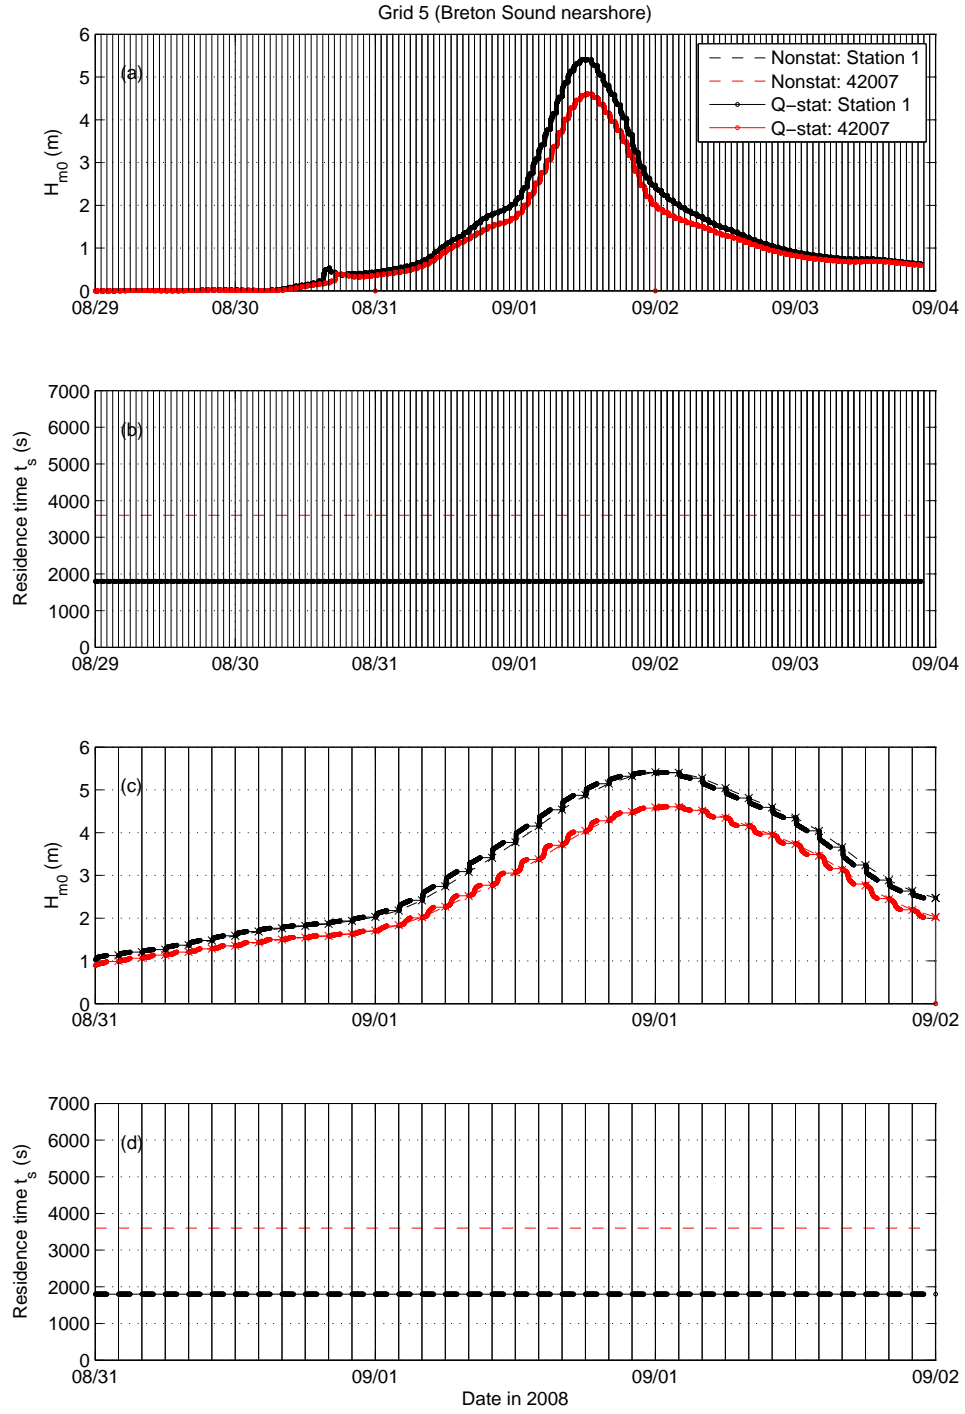 Grid 5 (Breton Sound nearshore)
6
5
4
3
2
1
0
H_m0 (m)
(a)
Nonstat: Station 1
Nonstat: 42007
Q−stat: Station 1
Q−stat: 42007
08/29 08/30 08/31 09/01 09/02 09/03 09/04
7000
6000
5000
4000
3000
2000
1000
0
Residence time t_s (s)
(b)
08/29 08/30 08/31 09/01 09/02 09/03 09/04
6
5
4
3
2
1
0
H_m0 (m)
(c)
08/31 09/01 09/01 09/02
7000
6000
5000
4000
3000
2000
1000
0
Residence time t_s (s)
(d)
08/31 09/01 09/01 09/02
Date in 2008